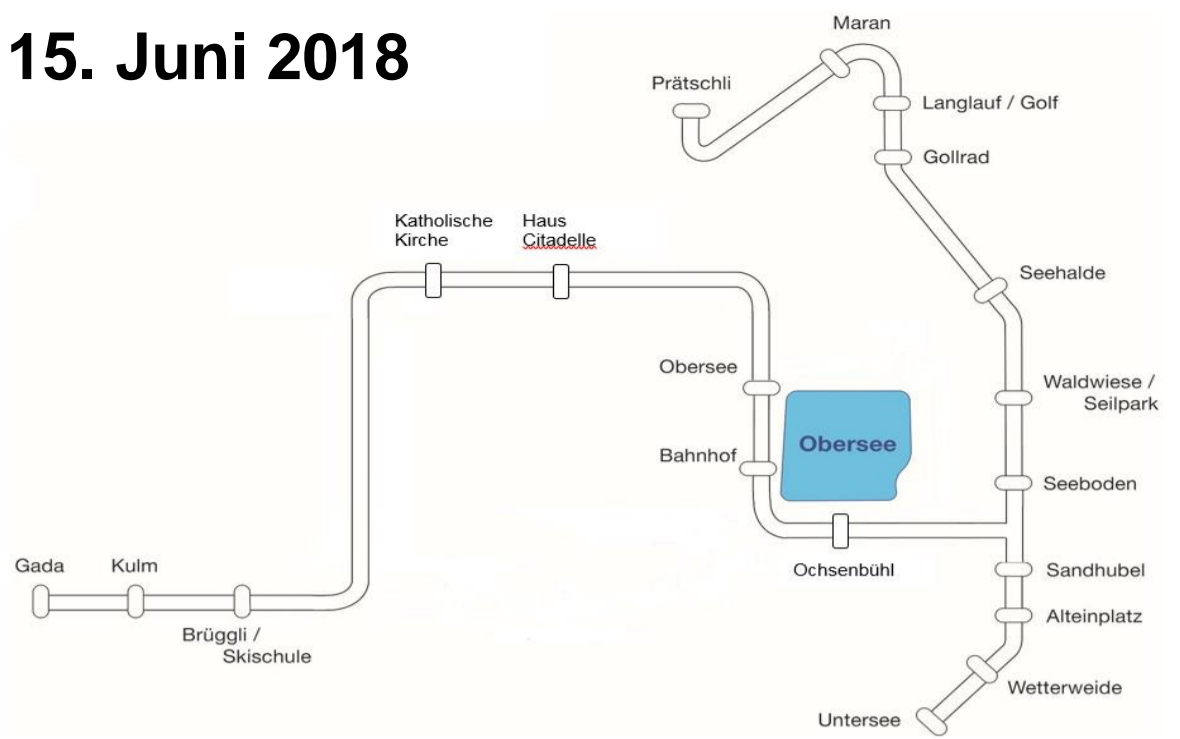 15. Juni 2018
Maran
Prätschli
Langlauf / Golf
Gollrad
Katholische
Kirche
Haus
Citadelle
Seehalde
Obersee
Waldwiese /
Seilpark
Obersee
Bahnhof
Seeboden
Ochsenbühl
Gada
Kulm
Sandhubel
Alteinplatz
Brüggli /
Skischule
Wetterweide
Untersee